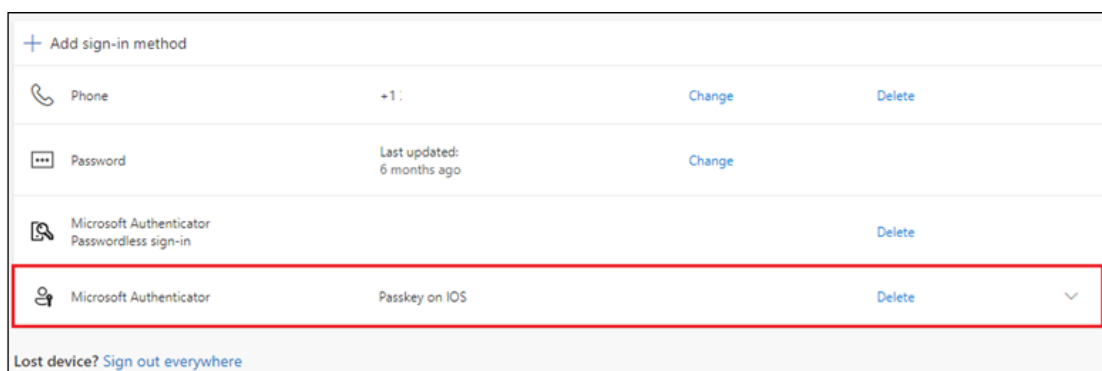 Add sign-in method
Phone +1 Change Delete
Password Last updated: 6 months ago Change
Microsoft Authenticator
Passwordless sign-in Delete
Microsoft Authenticator Passkey on IOS Delete
Lost device? Sign out everywhere